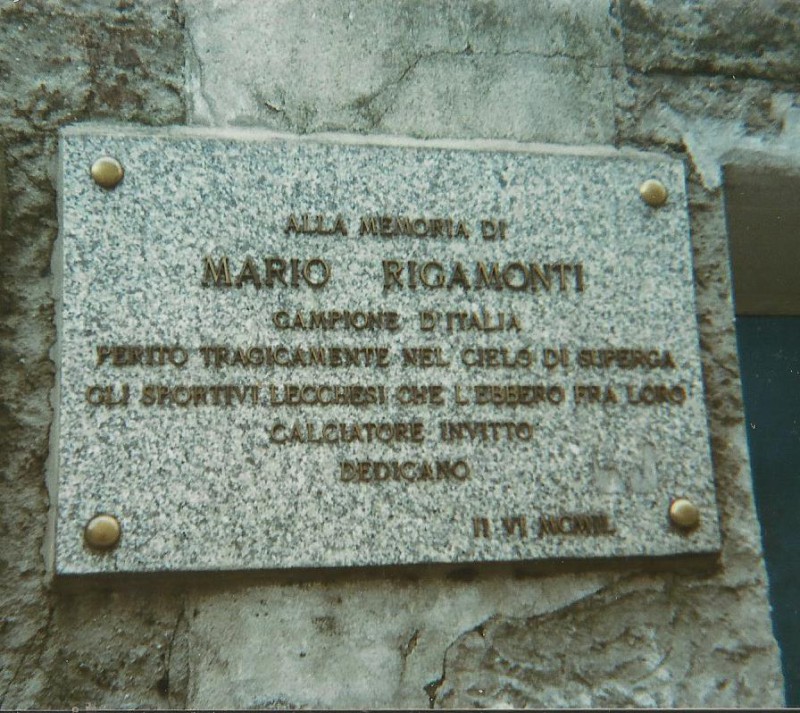 ALLA MEMORIA DI
MARIO RIGAMONTI
CAMPIONE D'ITALIA
PERITO TRAGICAMENTE NEL CIELO DI SUPERGA
GLI SPORTIVI LECCHESI CHE L'EBBERO FRA LORO
CALCIATORE INVITTO
DEDICANO
II VI MCMIL